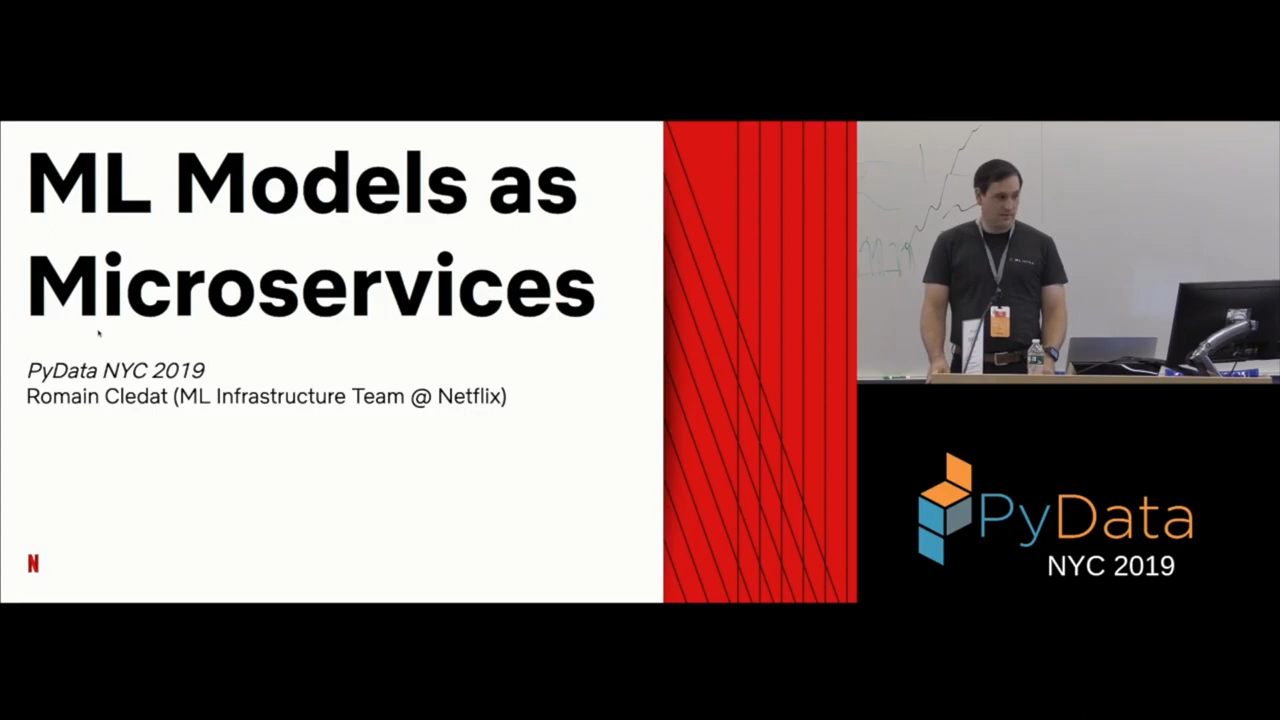 ML Models as
Microservices
PyData NYC 2019
Romain Cledat (ML Infrastructure Team @ Netflix)
N
PyData
NYC 2019